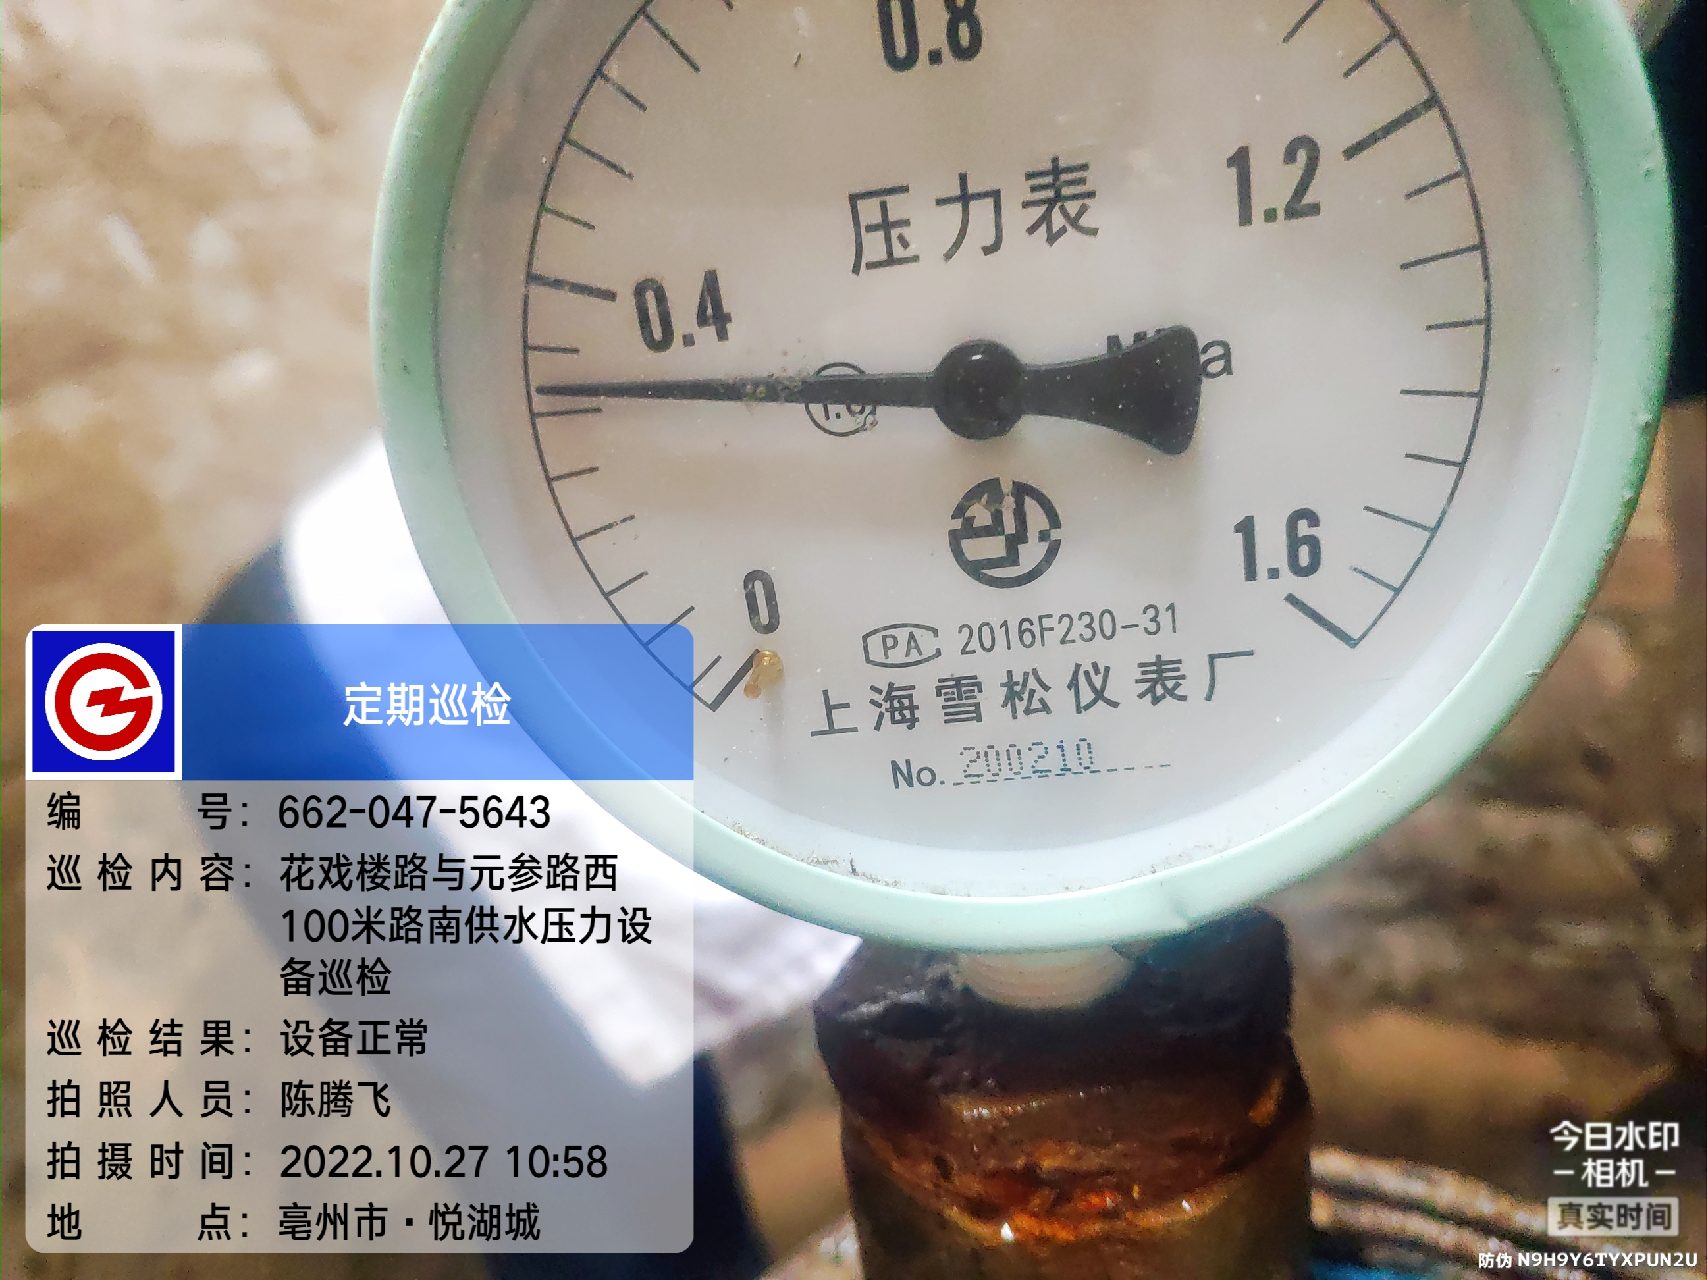 0.8
1.2
压力表
0.4
MPa
1.6
0
1.6
PA 2016F230-31
上海雪松仪表厂
No. 200210
定期巡检
编号：662-047-5643
巡检内容：花戏楼路与元参路西
100米路南供水压力设
备巡检
巡检结果：设备正常
拍照人员：陈腾飞
拍摄时间：2022.10.27 10:58
地点：亳州市·悦湖城
今日水印
-相机-
真实时间
防伪 N9H9Y6TYXPUN2U